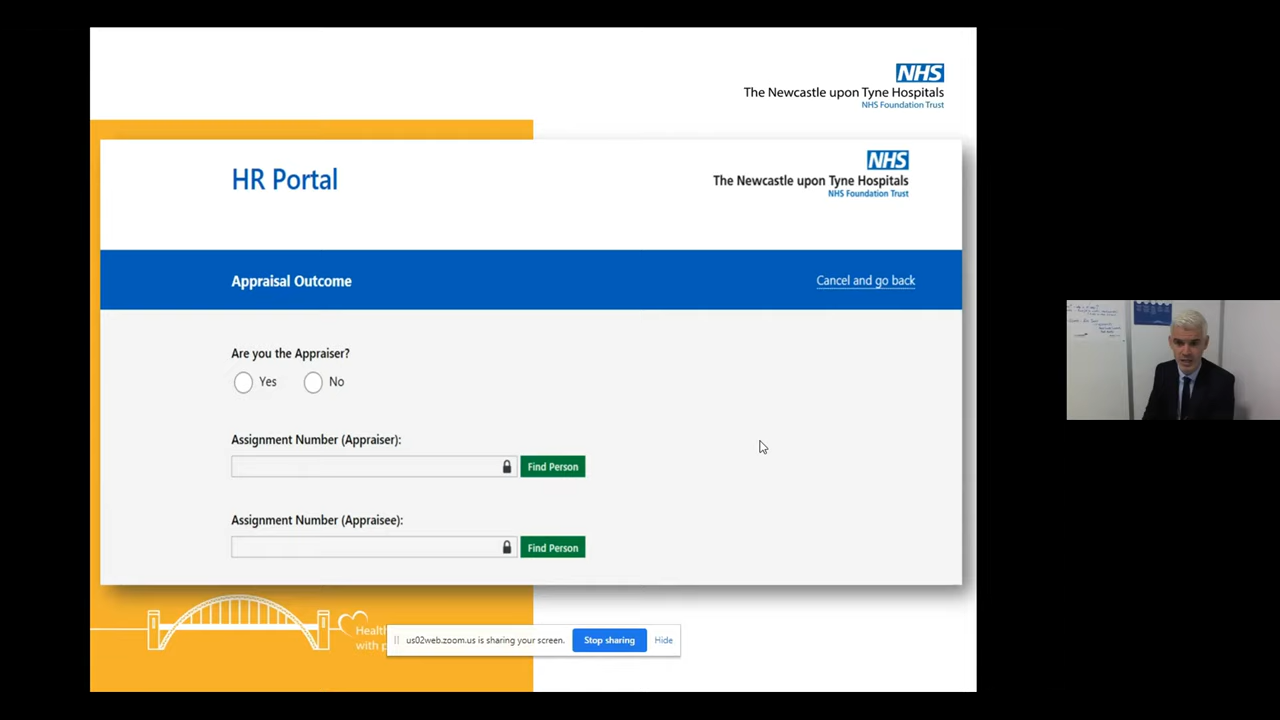 NHS
The Newcastle upon Tyne Hospitals
NHS Foundation Trust
HR Portal
NHS
The Newcastle upon Tyne Hospitals
NHS Foundation Trust
Appraisal Outcome
Cancel and go back
Are you the Appraiser?
Yes
No
Assignment Number (Appraiser):
Find Person
Assignment Number (Appraisee):
Find Person
Health
with p
us02web.zoom.us is sharing your screen.
Stop sharing
Hide